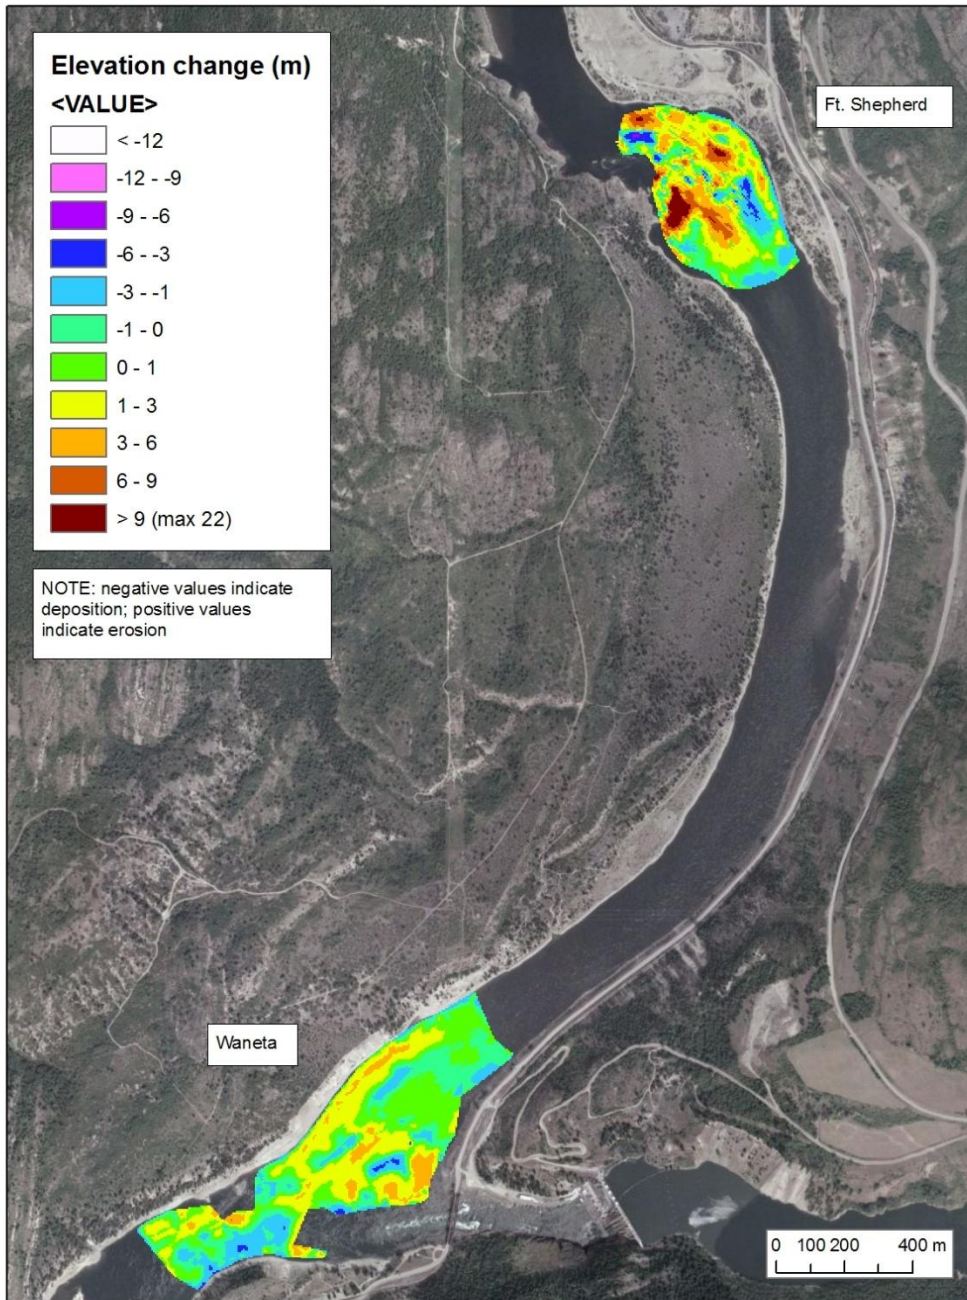 Elevation change (m)
<VALUE>
< -12
-12 - -9
-9 - -6
-6 - -3
-3 - -1
-1 - 0
0 - 1
1 - 3
3 - 6
6 - 9
> 9 (max 22)
NOTE: negative values indicate
deposition; positive values
indicate erosion
Ft. Shepherd
Waneta
0 100 200 400 m